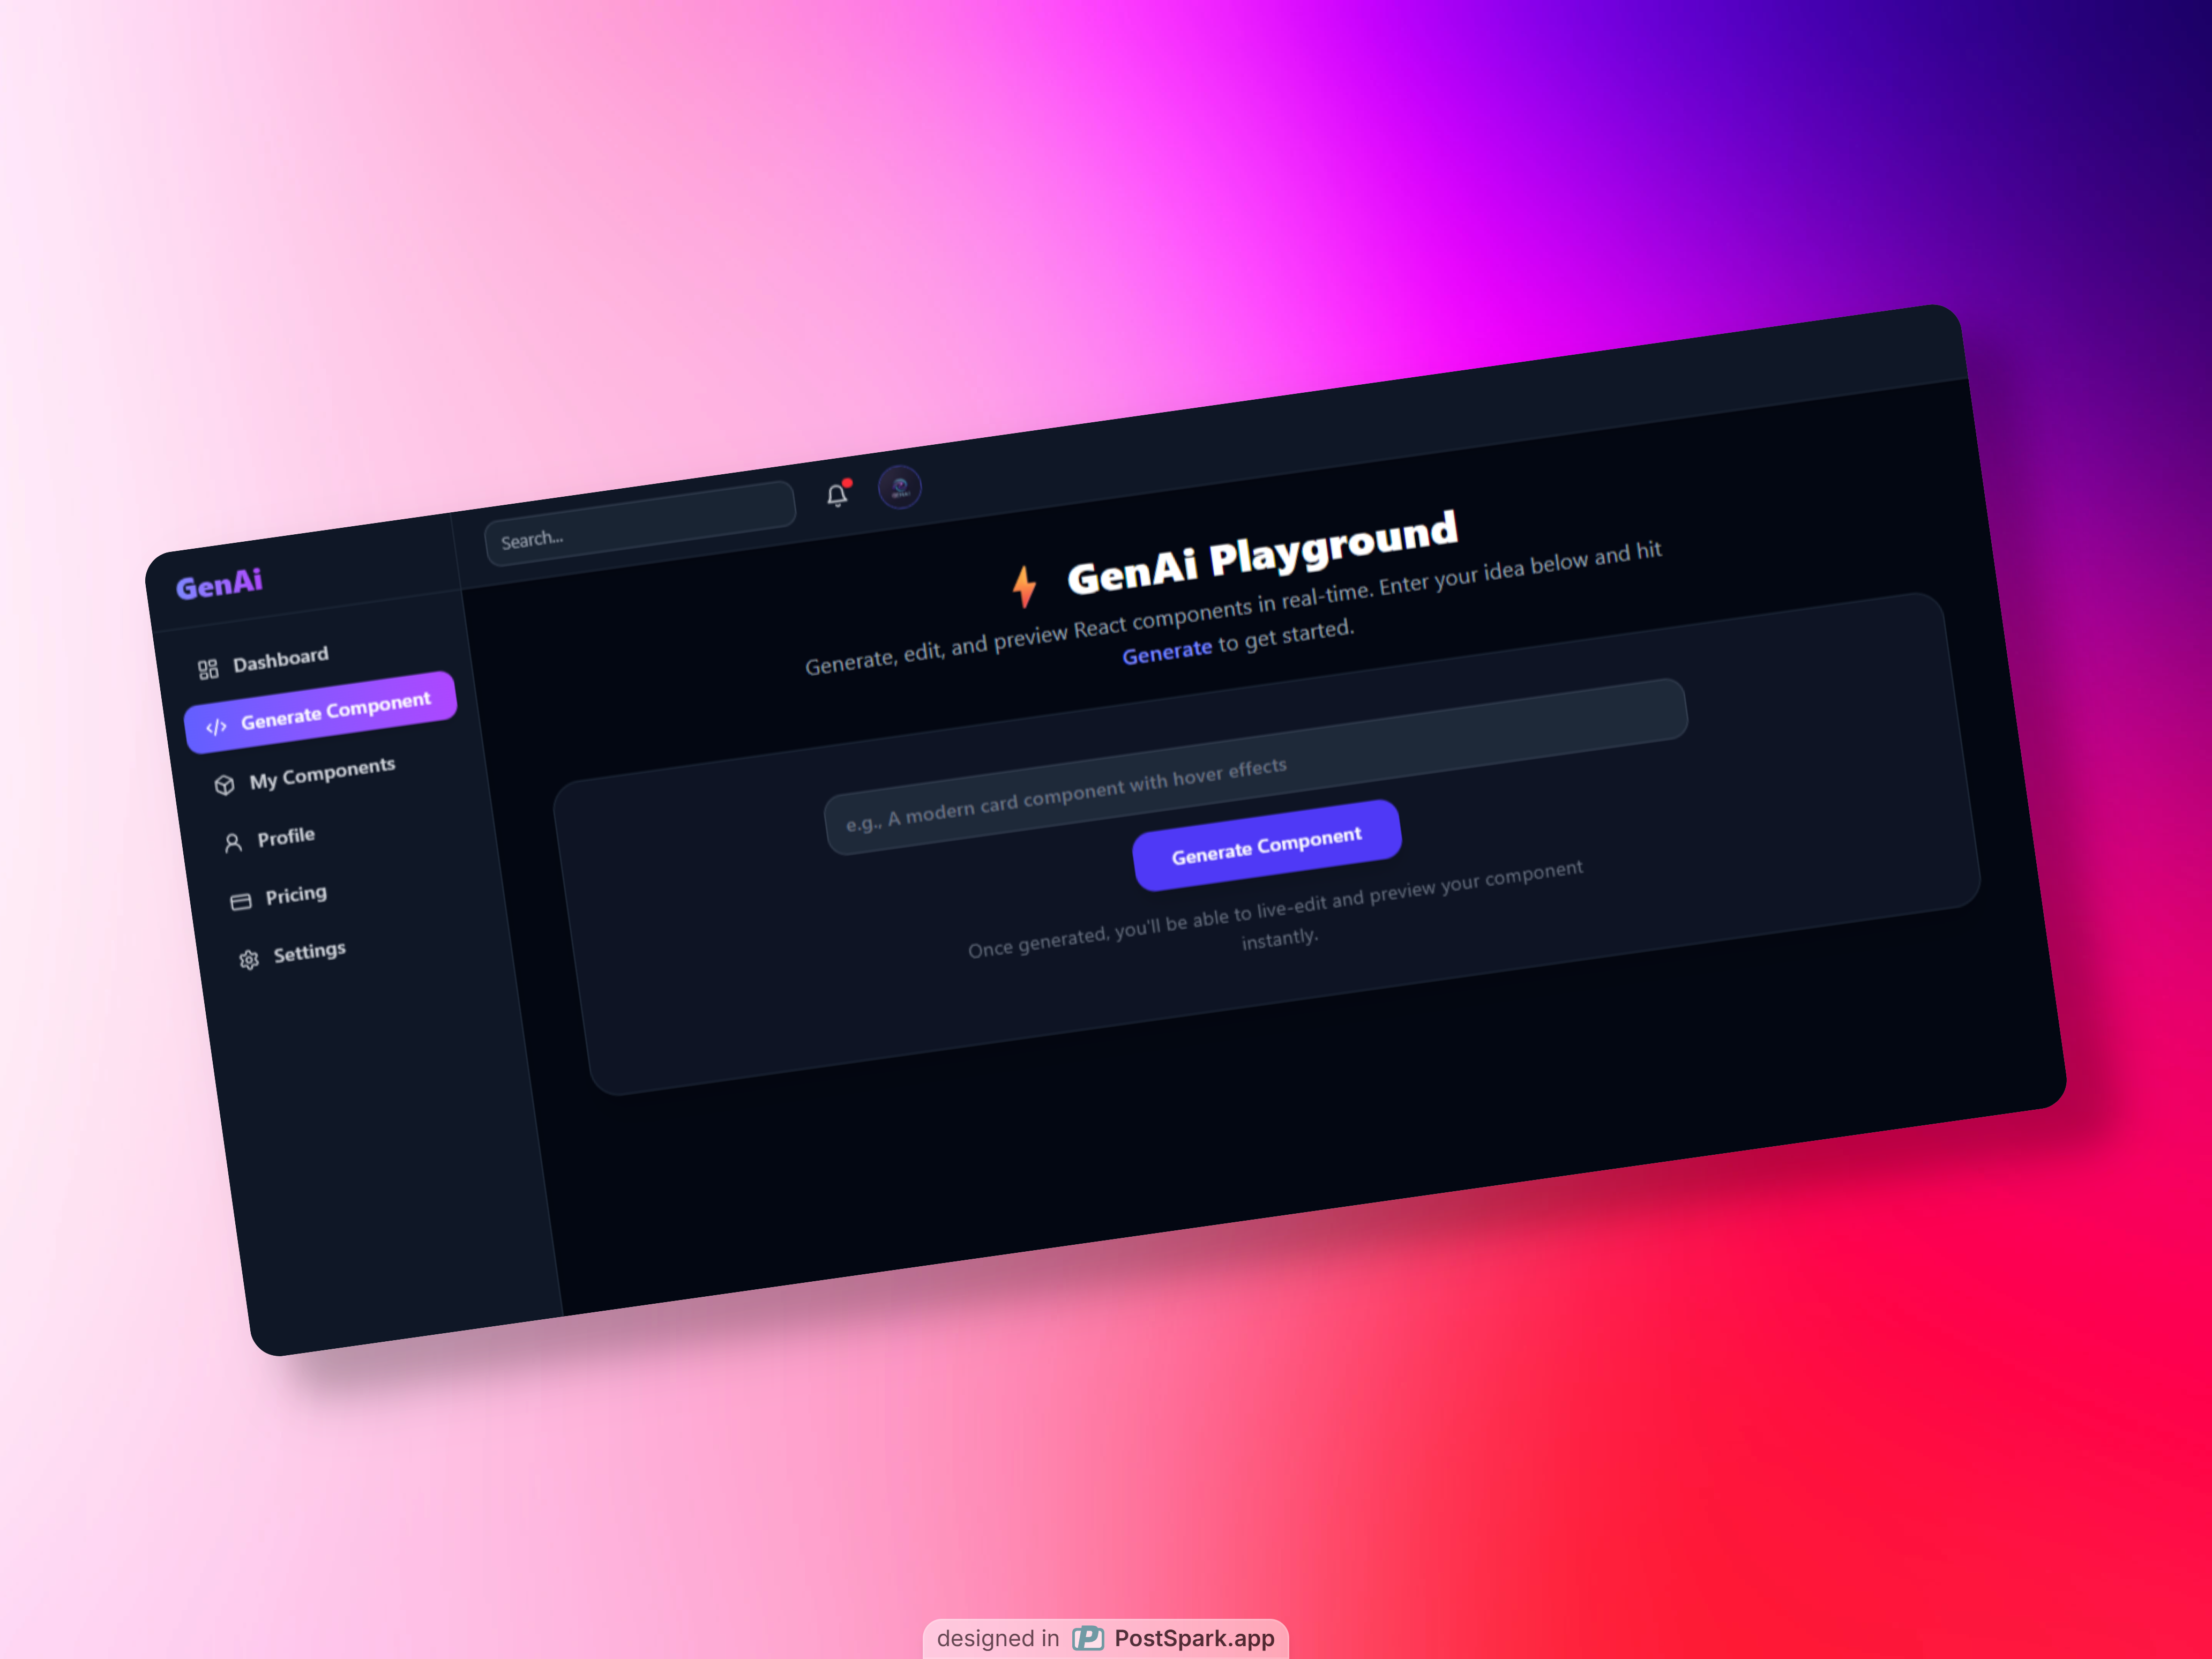 GenAi
Search...
Dashboard
Generate Component
My Components
Profile
Pricing
Settings
GenAi Playground
Generate, edit, and preview React components in real-time. Enter your idea below and hit
Generate to get started.
e.g., A modern card component with hover effects
Generate Component
Once generated, you'll be able to live-edit and preview your component
instantly.
designed in P PostSpark.app